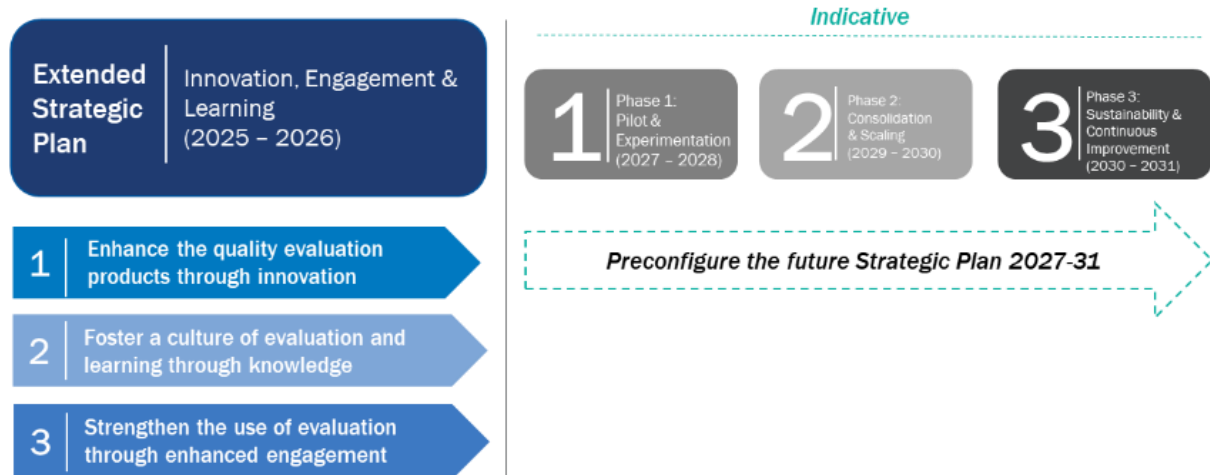 Extended
Strategic
Plan
Innovation, Engagement &
Learning
(2025 – 2026)
1
Enhance the quality evaluation
products through innovation
2
Foster a culture of evaluation and
learning through knowledge
3
Strengthen the use of evaluation
through enhanced engagement
Indicative
1
Phase 1:
Pilot &
Experimentation
(2027 – 2028)
2
Phase 2:
Consolidation
& Scaling
(2029 – 2030)
3
Phase 3:
Sustainability &
Continuous
Improvement
(2030 – 2031)
Preconfigure the future Strategic Plan 2027-31